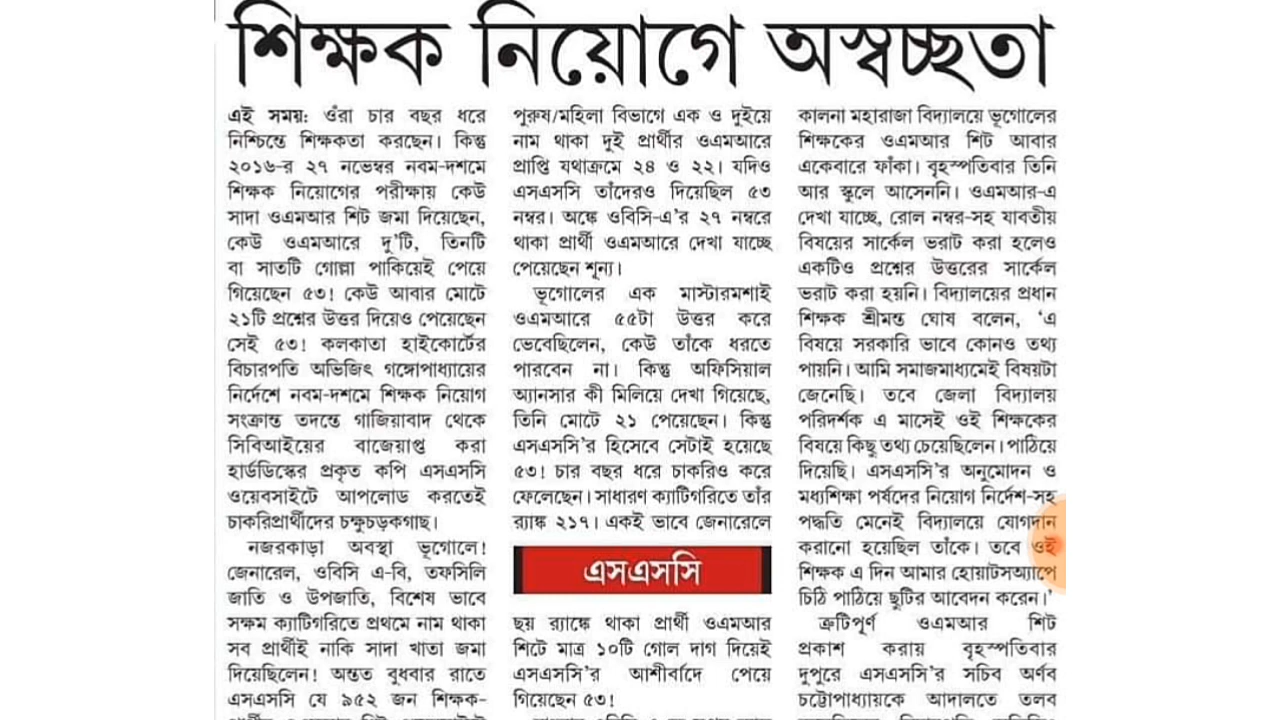 শিক্ষক নিয়োগে অস্বচ্ছতা
এই সময়: ওঁরা চার বছর ধরে
নিশ্চিন্তে শিক্ষকতা করছেন। কিন্তু
২০১৬-র ২৭ নভেম্বর নবম-দশমে
শিক্ষক নিয়োগের পরীক্ষায় কেউ
সাদা ওএমআর শিট জমা দিয়েছেন,
কেউ ওএমআরে দু'টি, তিনটি
বা সাতটি গোল্লা পাকিয়েই পেয়ে
গিয়েছেন ৫৩! কেউ আবার মোটে
২১টি প্রশ্নের উত্তর দিয়েও পেয়েছেন
সেই ৫৩! কলকাতা হাইকোর্টের
বিচারপতি অভিজিৎ গঙ্গোপাধ্যায়ের
নির্দেশে নবম-দশমে শিক্ষক নিয়োগ
সংক্রান্ত তদন্তে গাজিয়াবাদ থেকে
সিবিআইয়ের বাজেয়াপ্ত করা
হার্ডডিস্কের প্রকৃত কপি এসএসসি
ওয়েবসাইটে আপলোড করতেই
চাকরিপ্রার্থীদের চক্ষুচড়কগাছ।
নজরকাড়া অবস্থা ভূগোলে!
জেনারেল, ওবিসি এ-বি, তফসিলি
জাতি ও উপজাতি, বিশেষ ভাবে
সক্ষম ক্যাটিগরিতে প্রথমে নাম থাকা
সব প্রার্থীই নাকি সাদা খাতা জমা
দিয়েছিলেন! অন্তত বুধবার রাতে
এসএসসি যে ৯৫২ জন শিক্ষক-
পুরুষ/মহিলা বিভাগে এক ও দুইয়ে
নাম থাকা দুই প্রার্থীর ওএমআরে
প্রাপ্তি যথাক্রমে ২৪ ও ২২। যদিও
এসএসসি তাঁদেরও দিয়েছিল ৫৩
নম্বর। অঙ্কে ওবিসি-এ'র ২৭ নম্বরে
থাকা প্রার্থী ওএমআরে দেখা যাচ্ছে
পেয়েছেন শূন্য।
ভূগোলের এক মাস্টারমশাই
ওএমআরে ৫৫টা উত্তর করে
ভেবেছিলেন, কেউ তাঁকে ধরতে
পারবেন না। কিন্তু অফিসিয়াল
অ্যানসার কী মিলিয়ে দেখা গিয়েছে,
তিনি মোটে ২১ পেয়েছেন। কিন্তু
এসএসসি'র হিসেবে সেটাই হয়েছে
৫৩! চার বছর ধরে চাকরিও করে
ফেলেছেন। সাধারণ ক্যাটিগরিতে তাঁর
র‍্যাঙ্ক ২১৭। একই ভাবে জেনারেলে
এসএসসি
ছয় র‍্যাঙ্কে থাকা প্রার্থী ওএমআর
শিটে মাত্র ১০টি গোল দাগ দিয়েই
এসএসসি'র আশীর্বাদে পেয়ে
গিয়েছেন ৫৩!
কালনা মহারাজা বিদ্যালয়ে ভূগোলের
শিক্ষকের ওএমআর শিট আবার
একেবারে ফাঁকা। বৃহস্পতিবার তিনি
আর স্কুলে আসেননি। ওএমআর-এ
দেখা যাচ্ছে, রোল নম্বর-সহ যাবতীয়
বিষয়ের সার্কেল ভরাট করা হলেও
একটিও প্রশ্নের উত্তরের সার্কেল
ভরাট করা হয়নি। বিদ্যালয়ের প্রধান
শিক্ষক শ্রীমন্ত ঘোষ বলেন, 'এ
বিষয়ে সরকারি ভাবে কোনও তথ্য
পায়নি। আমি সমাজমাধ্যমেই বিষয়টা
জেনেছি। তবে জেলা বিদ্যালয়
পরিদর্শক এ মাসেই ওই শিক্ষকের
বিষয়ে কিছু তথ্য চেয়েছিলেন। পাঠিয়ে
দিয়েছি। এসএসসি'র অনুমোদন ও
মধ্যশিক্ষা পর্ষদের নিয়োগ নির্দেশ-সহ
পদ্ধতি মেনেই বিদ্যালয়ে যোগদান
করানো হয়েছিল তাঁকে। তবে ওই
শিক্ষক এ দিন আমার হোয়াটসঅ্যাপে
চিঠি পাঠিয়ে ছুটির আবেদন করেন।'
ত্রুটিপূর্ণ ওএমআর শিট
প্রকাশ করায় বৃহস্পতিবার
দুপুরে এসএসসি'র সচিব অর্ণব
চট্টোপাধ্যায়কে আদালতে তলব